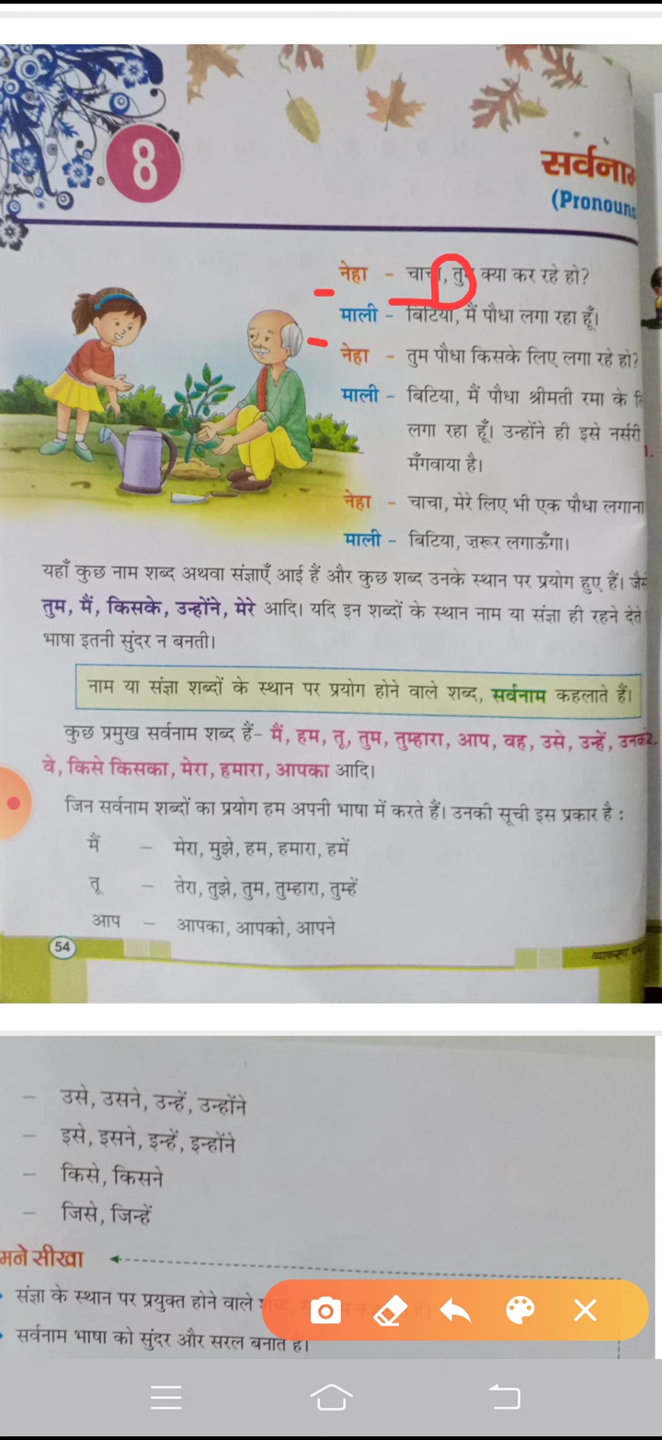 8
सर्वनाम
(Pronouns
नेहा - चाचा, तुम क्या कर रहे हो?
माली - बिटिया, मैं पौधा लगा रहा हूँ।
नेहा - तुम पौधा किसके लिए लगा रहे हो?
माली - बिटिया, मैं पौधा श्रीमती रमा के
लगा रहा हूँ। उन्होंने ही इसे नर्सरी
मँगवाया है।
नेहा - चाचा, मेरे लिए भी एक पौधा लगाना
माली - बिटिया, ज़रूर लगाऊँगा।
यहाँ कुछ नाम शब्द अथवा संज्ञाएँ आई हैं और कुछ शब्द उनके स्थान पर प्रयोग हुए हैं। जैसे
तुम, मैं, किसके, उन्होंने, मेरे आदि। यदि इन शब्दों के स्थान नाम या संज्ञा ही रहने देते
भाषा इतनी सुंदर न बनती।
नाम या संज्ञा शब्दों के स्थान पर प्रयोग होने वाले शब्द, सर्वनाम कहलाते हैं।
कुछ प्रमुख सर्वनाम शब्द हैं- मैं, हम, तू, तुम, तुम्हारा, आप, वह, उसे, उन्हें,
वे, किसे किसका, मेरा, हमारा, आपका आदि।
जिन सर्वनाम शब्दों का प्रयोग हम अपनी भाषा में करते हैं। उनकी सूची इस प्रकार है :
मैं - मेरा, मुझे, हम, हमारा, हमें
तू - तेरा, तुझे, तुम, तुम्हारा, तुम्हें
आप - आपका, आपको, आपने
54
- उसे, उसने, उन्हें, उन्होंने
- इसे, इसने, इन्हें, इन्होंने
- किसे, किसने
- जिसे, जिन्हें
मने सीखा
संज्ञा के स्थान पर प्रयुक्त होने वाले
सर्वनाम भाषा को सुंदर और सरल बनाते हैं।